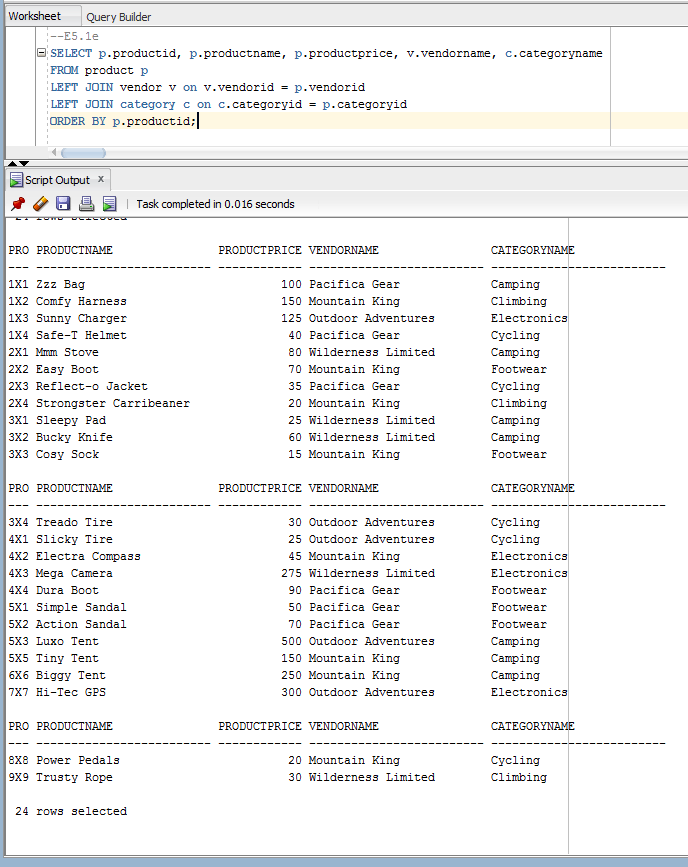 Worksheet Query Builder
--E5.1e
SELECT p.productid, p.productname, p.productprice, v.vendorname, c.categoryname
FROM product p
LEFT JOIN vendor v on v.vendorid = p.vendorid
LEFT JOIN category c on c.categoryid = p.categoryid
ORDER BY p.productid;
Script Output x
Task completed in 0.016 seconds
24 rows selected
PRO PRODUCTNAME PRODUCTPRICE VENDORNAME CATEGORYNAME
--- ------------------------- ------------ ------------------------- -------------------------
1X1 Zzz Bag 100 Pacifica Gear Camping
1X2 Comfy Harness 150 Mountain King Climbing
1X3 Sunny Charger 125 Outdoor Adventures Electronics
1X4 Safe-T Helmet 40 Pacifica Gear Cycling
2X1 Mmm Stove 80 Wilderness Limited Camping
2X2 Easy Boot 70 Mountain King Footwear
2X3 Reflect-o Jacket 35 Pacifica Gear Cycling
2X4 Strongster Carribeaner 20 Mountain King Climbing
3X1 Sleepy Pad 25 Wilderness Limited Camping
3X2 Bucky Knife 60 Wilderness Limited Camping
3X3 Cosy Sock 15 Mountain King Footwear
PRO PRODUCTNAME PRODUCTPRICE VENDORNAME CATEGORYNAME
--- ------------------------- ------------ ------------------------- -------------------------
3X4 Treado Tire 30 Outdoor Adventures Cycling
4X1 Slicky Tire 25 Outdoor Adventures Cycling
4X2 Electra Compass 45 Mountain King Electronics
4X3 Mega Camera 275 Wilderness Limited Electronics
4X4 Dura Boot 90 Pacifica Gear Footwear
5X1 Simple Sandal 50 Pacifica Gear Footwear
5X2 Action Sandal 70 Pacifica Gear Footwear
5X3 Luxo Tent 500 Outdoor Adventures Camping
5X5 Tiny Tent 150 Mountain King Camping
6X6 Biggy Tent 250 Mountain King Camping
7X7 Hi-Tec GPS 300 Outdoor Adventures Electronics
PRO PRODUCTNAME PRODUCTPRICE VENDORNAME CATEGORYNAME
--- ------------------------- ------------ ------------------------- -------------------------
8X8 Power Pedals 20 Mountain King Cycling
9X9 Trusty Rope 30 Wilderness Limited Climbing
24 rows selected